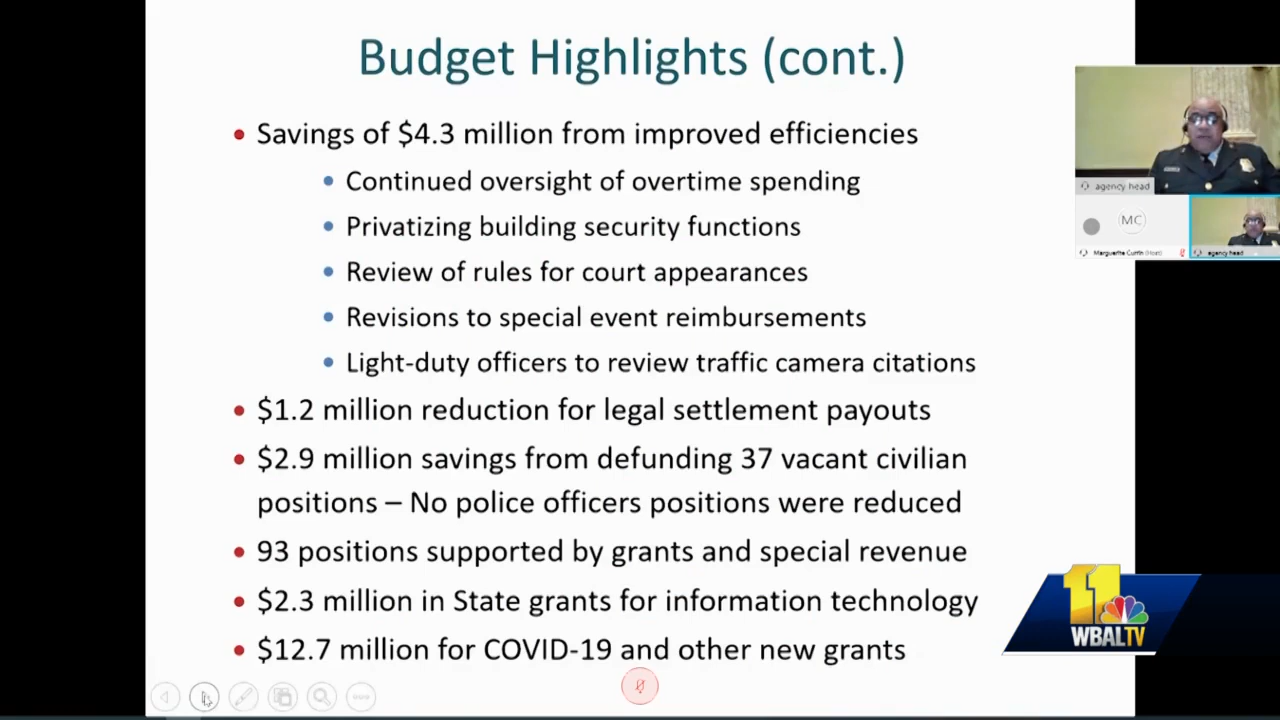 Budget Highlights (cont.)
• Savings of $4.3 million from improved efficiencies
• Continued oversight of overtime spending
• Privatizing building security functions
• Review of rules for court appearances
• Revisions to special event reimbursements
• Light-duty officers to review traffic camera citations
• $1.2 million reduction for legal settlement payouts
• $2.9 million savings from defunding 37 vacant civilian
positions – No police officers positions were reduced
• 93 positions supported by grants and special revenue
• $2.3 million in State grants for information technology
• $12.7 million for COVID-19 and other new grants
agency head
MC
Marguerite Currin (Host)
agency head
11
WBALTV